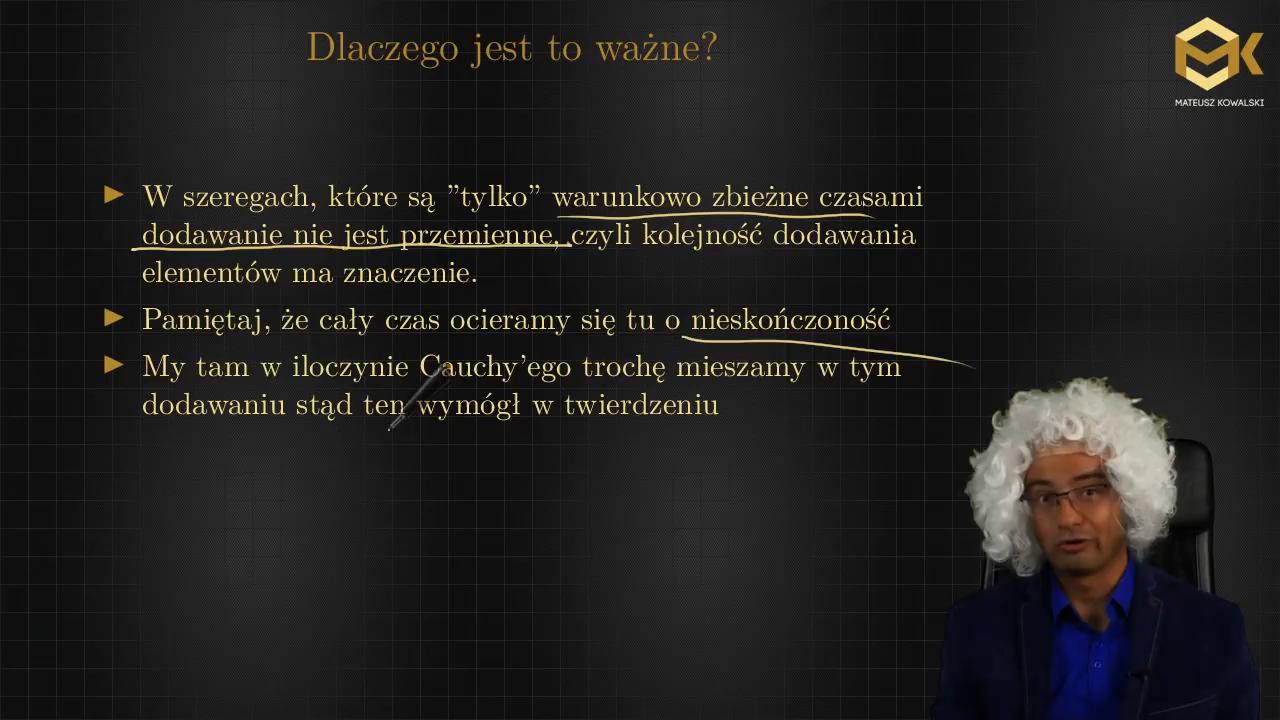 Dlaczego jest to ważne?
MATEUSZ KOWALSKI
W szeregach, które są ”tylko” warunkowo zbieżne czasami
dodawanie nie jest przemienne, czyli kolejność dodawania
elementów ma znaczenie.
Pamiętaj, że cały czas ocieramy się tu o nieskończoność
My tam w iloczynie Cauchy’ego trochę mieszamy w tym
dodawaniu stąd ten wymógł w twierdzeniu